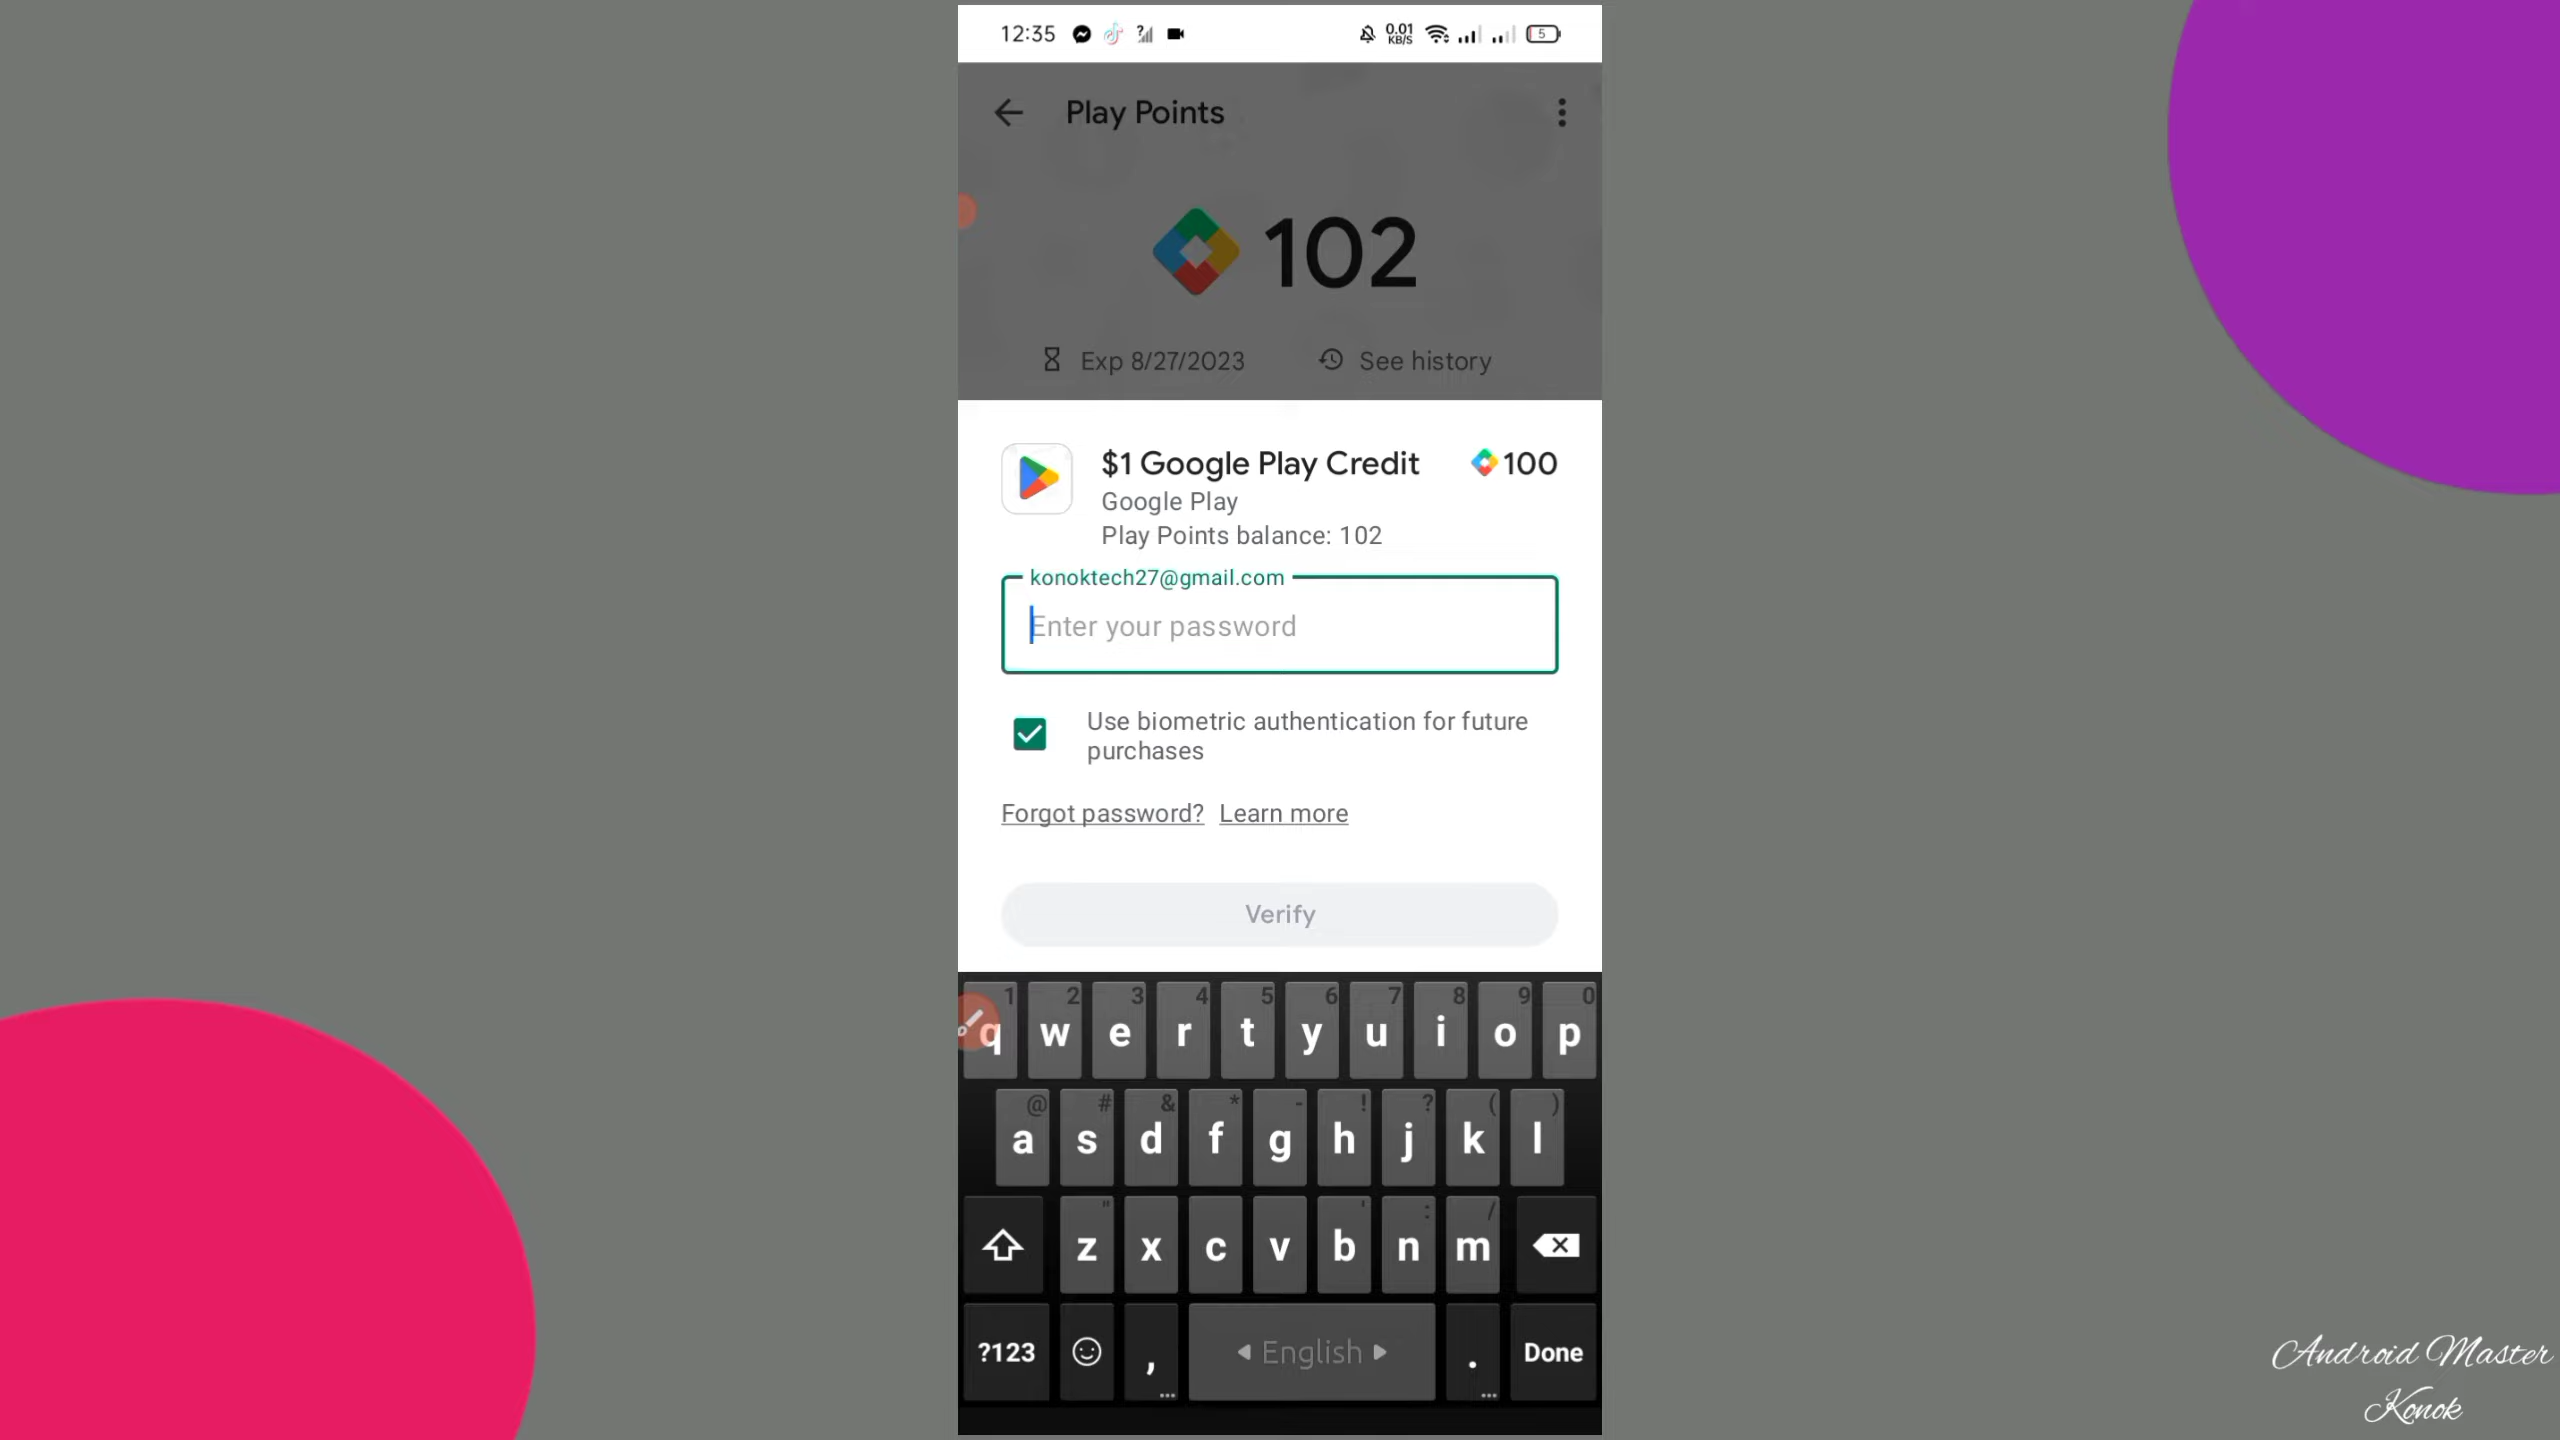 12:35
0.01
KB/S
5
Play Points
102
Exp 8/27/2023
See history
$1 Google Play Credit
100
Google Play
Play Points balance: 102
konoktech27@gmail.com
Enter your password
Use biometric authentication for future
purchases
Forgot password?
Learn more
Verify
1 2 3 4 5 6 7 8 9 0
q w e r t y u i o p
@ # & * - ! ? ( )
a s d f g h j k l
" ' : /
z x c v b n m
?123 , English . Done
Android Master
Konok